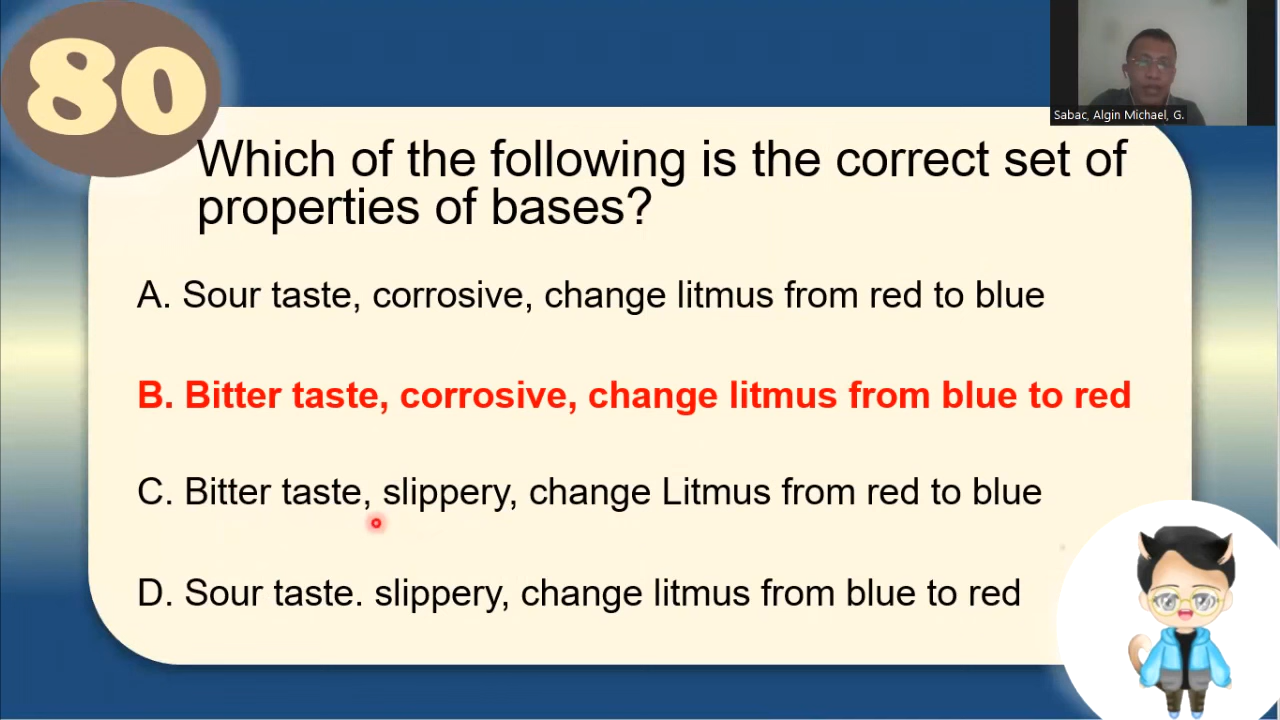 80
Sabac, Algin Michael, G.
Which of the following is the correct set of
properties of bases?
A. Sour taste, corrosive, change litmus from red to blue
B. Bitter taste, corrosive, change litmus from blue to red
C. Bitter taste, slippery, change Litmus from red to blue
D. Sour taste. slippery, change litmus from blue to red